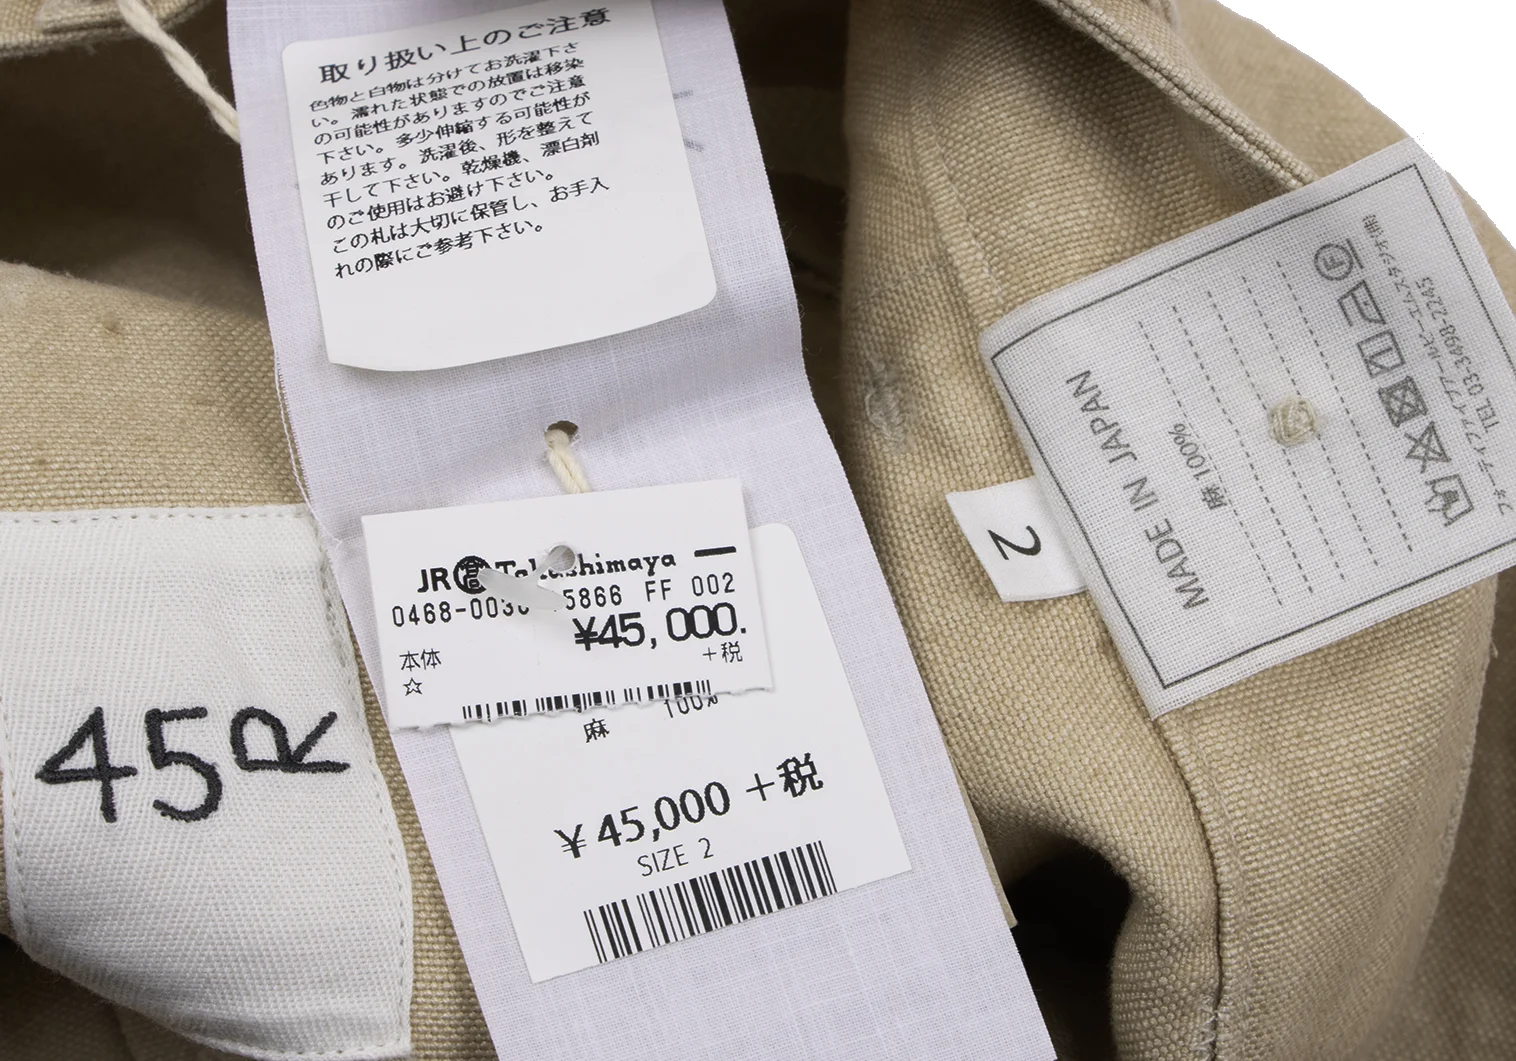 取り扱い上のご注意
色物と白物は分けてお洗濯下さ
い。濡れた状態での放置は移染
の可能性がありますのでご注意
下さい。多少伸縮する可能性が
あります。洗濯後、形を整えて
干して下さい。乾燥機、漂白剤
のご使用はお避け下さい。
この札は大切に保管し、お手入
れの際にご参考下さい。
JR 髙 Takashimaya
5866 FF 002
¥45,000.
本体
+税
☆
麻 100%
¥45,000+税
SIZE 2
45R
2
MADE IN JAPAN
麻 100%
F
フォーティファイブアールピーエムスタジオ(株)
TEL 03-3498-2245